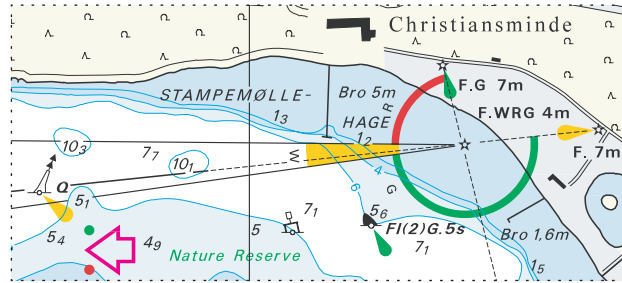 Christiansminde
F.G 7m
STAMPEMØLLE-
Bro 5m
HAGE
R
F.WRG 4m
1₃
1₂
F. 7m
10₃
7₇
10₁
W
4
6
G
Q
5₁
7₁
5₆
5₄
4₉
5
Fl(2)G.5s
7₁
Bro 1,6m
Nature Reserve
1₅